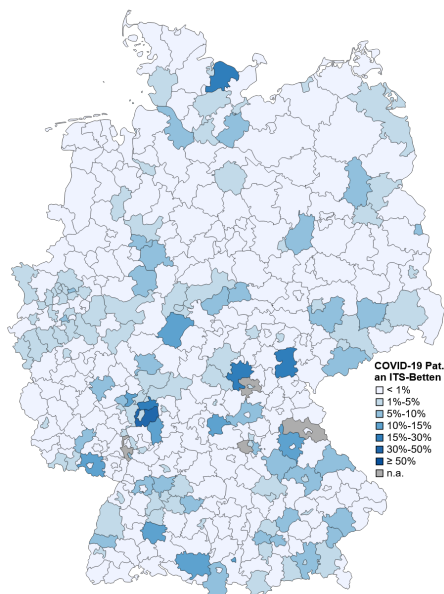 COVID-19 Pat.
an ITS-Betten
< 1%
1%-5%
5%-10%
10%-15%
15%-30%
30%-50%
≥ 50%
n.a.